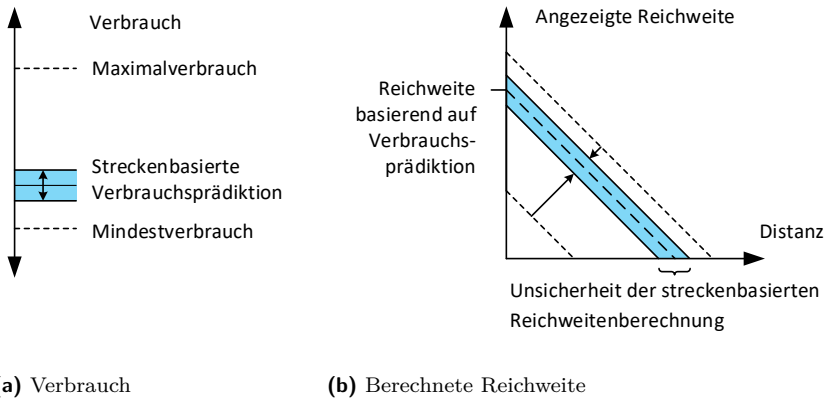 Verbrauch
Maximalverbrauch
Streckenbasierte
Verbrauchsprädiktion
Mindestverbrauch
Angezeigte Reichweite
Reichweite
basierend auf
Verbrauchs-
prädiktion
Distanz
Unsicherheit der streckenbasierten
Reichweitenberechnung
(a) Verbrauch
(b) Berechnete Reichweite